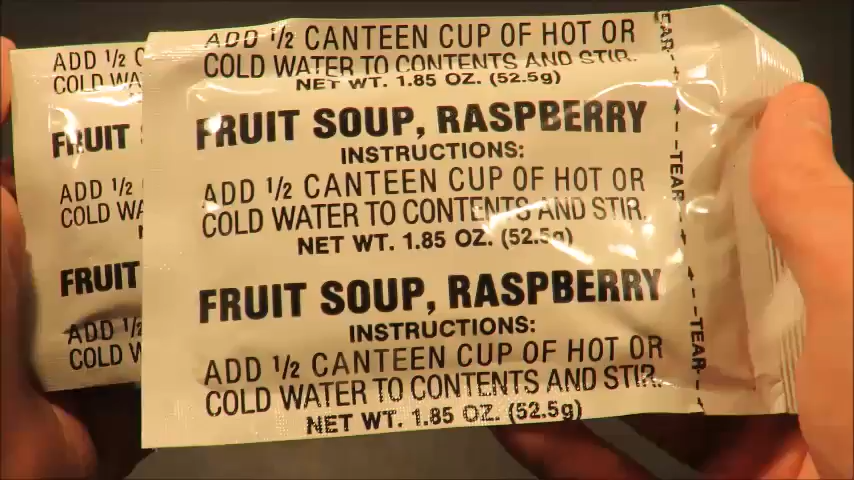 ADD 1/2 C
COLD WA
FRUIT
ADD 1/2
COLD WA
FRUIT
ADD 1/2
COLD W
ADD 1/2 CANTEEN CUP OF HOT OR
COLD WATER TO CONTENTS AND STIR.
NET WT. 1.85 OZ. (52.5g)
FRUIT SOUP, RASPBERRY
INSTRUCTIONS:
ADD 1/2 CANTEEN CUP OF HOT OR
COLD WATER TO CONTENTS AND STIR.
NET WT. 1.85 OZ. (52.5g)
FRUIT SOUP, RASPBERRY
INSTRUCTIONS:
ADD 1/2 CANTEEN CUP OF HOT OR
COLD WATER TO CONTENTS AND STIR.
NET WT. 1.85 OZ. (52.5g)
EAR
TEAR
TEAR